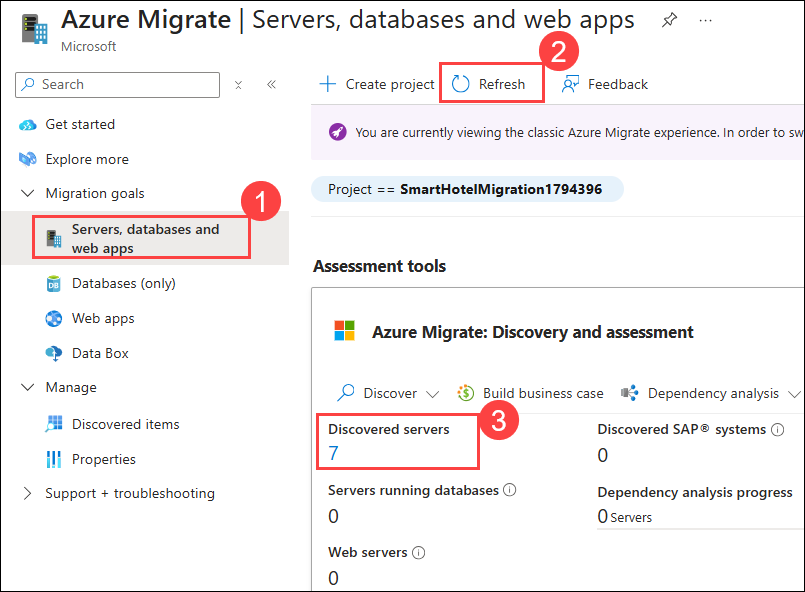 Azure Migrate | Servers, databases and web apps
Microsoft
2
Search
Create project
Refresh
Feedback
Get started
You are currently viewing the classic Azure Migrate experience. In order to sw
Explore more
Migration goals
Project == SmartHotelMigration1794396
1
Servers, databases and
web apps
Databases (only)
Web apps
Data Box
Manage
Discovered items
Properties
Support + troubleshooting
Assessment tools
Azure Migrate: Discovery and assessment
Discover
Build business case
Dependency analysis
3
Discovered servers
7
Discovered SAP® systems
0
Servers running databases
0
Dependency analysis progress
0 Servers
Web servers
0